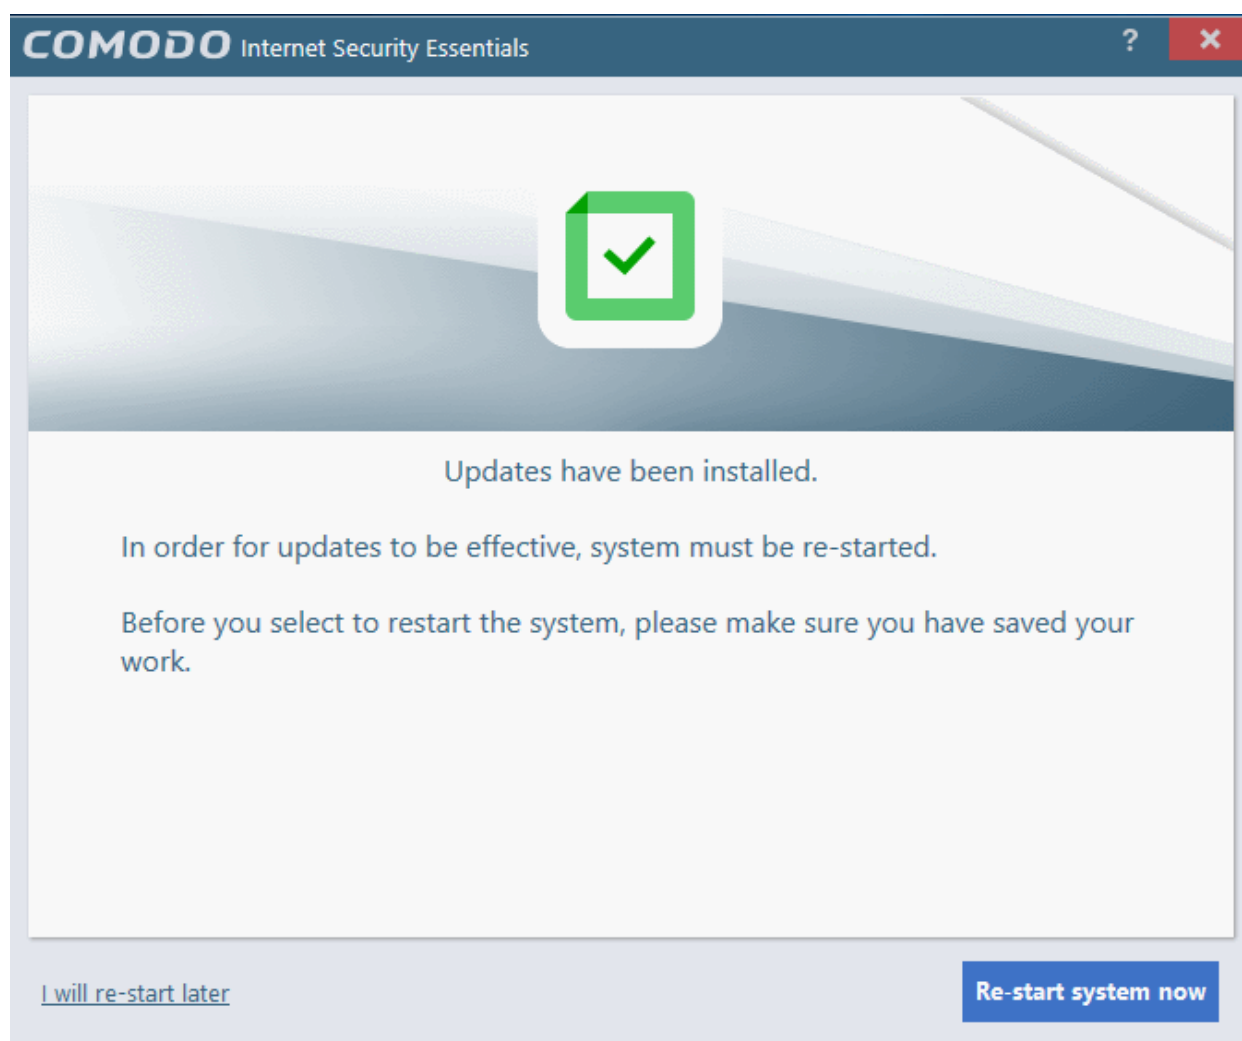 COMODO Internet Security Essentials ?
Updates have been installed.
In order for updates to be effective, system must be re-started.
Before you select to restart the system, please make sure you have saved your
work.
I will re-start later
Re-start system now